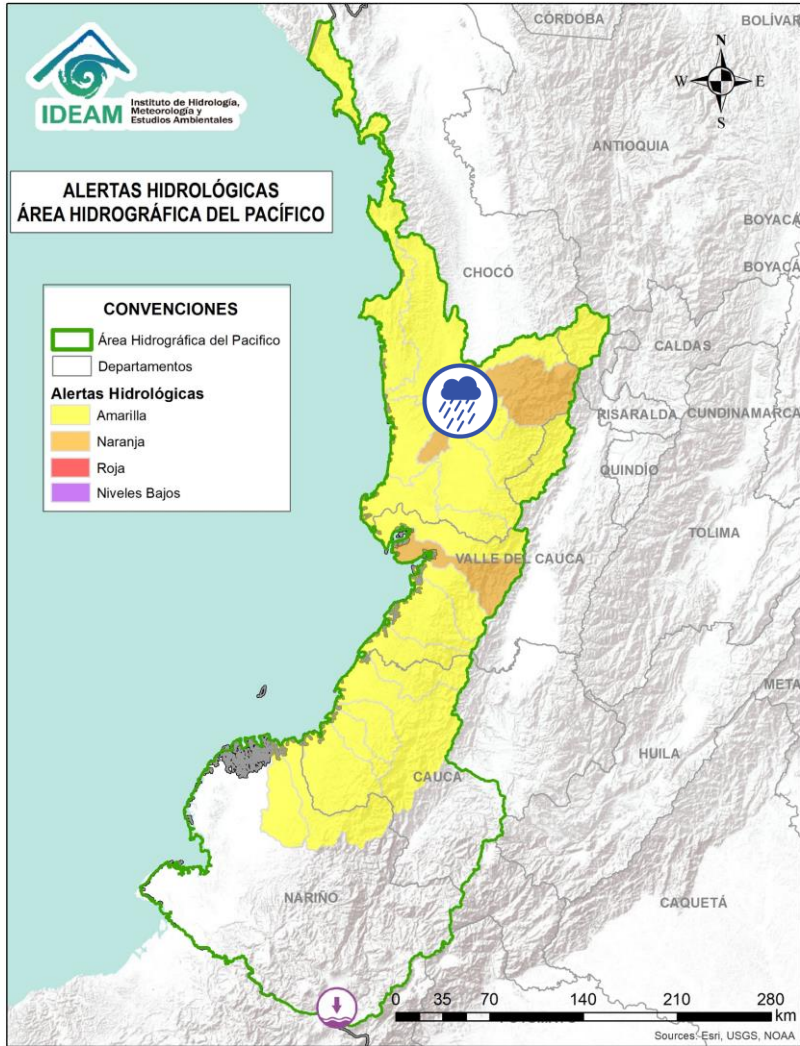 CÓRDOBA
BOLÍVAR
N
W
E
S
IDEAM
Instituto de Hidrología,
Meteorología y
Estudios Ambientales
ANTIOQUIA
ALERTAS HIDROLÓGICAS
ÁREA HIDROGRÁFICA DEL PACÍFICO
BOYACÁ
BOYACÁ
CHOCÓ
CONVENCIONES
Área Hidrográfica del Pacífico
Departamentos
Alertas Hidrológicas
Amarilla
Naranja
Roja
Niveles Bajos
CALDAS
RISARALDA
CUNDINAMARCA
QUINDÍO
TOLIMA
VALLE DEL CAUCA
META
HUILA
CAUCA
NARIÑO
CAQUETÁ
0 35 70 140 210 280
km
Sources: Esri, USGS, NOAA